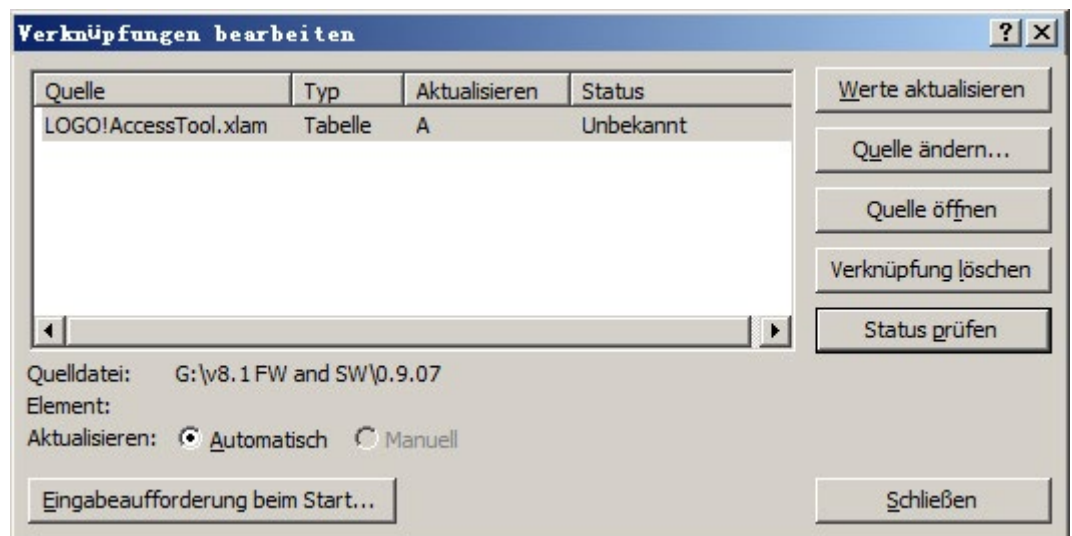 Verknüpfungen bearbeiten
Quelle Typ Aktualisieren Status
LOGO!AccessTool.xlam Tabelle A Unbekannt
Werte aktualisieren
Quelle ändern...
Quelle öffnen
Verknüpfung löschen
Status prüfen
Quelldatei: G:\v8.1 FW and SW\0.9.07
Element:
Aktualisieren: Automatisch Manuell
Eingabeaufforderung beim Start... Schließen